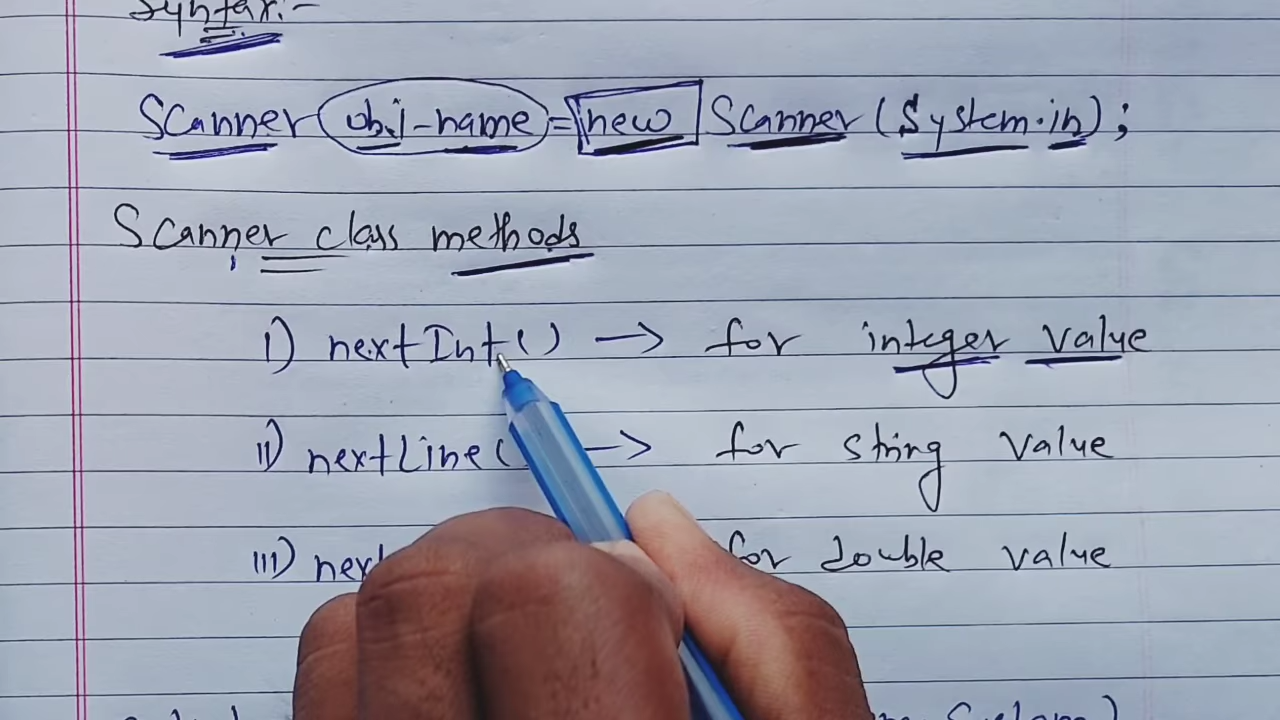 Syntax:-
Scanner obj-name = new Scanner (System.in);
Scanner class methods
i) nextInt() → for integer value
ii) nextLine( → for string value
iii) for double value